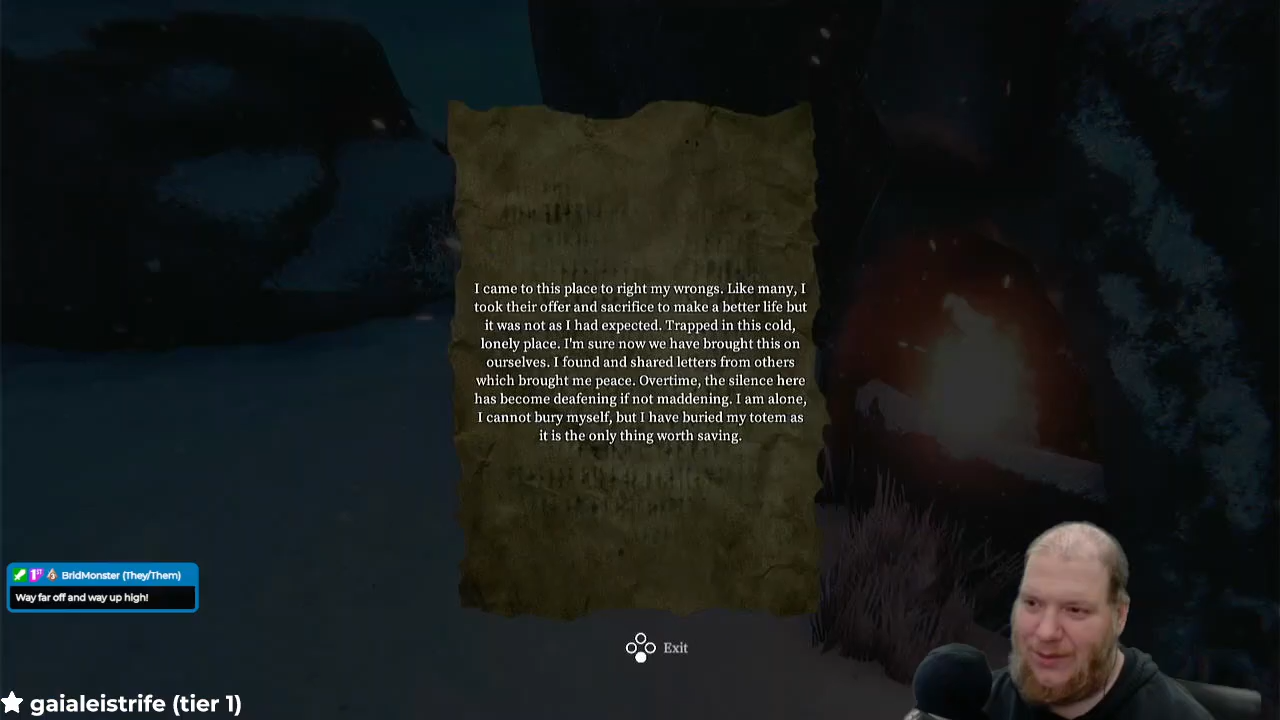 I came to this place to right my wrongs. Like many, I
took their offer and sacrifice to make a better life but
it was not as I had expected. Trapped in this cold,
lonely place. I'm sure now we have brought this on
ourselves. I found and shared letters from others
which brought me peace. Overtime, the silence here
has become deafening if not maddening. I am alone,
I cannot bury myself, but I have buried my totem as
it is the only thing worth saving.
Exit
BridMonster (They/Them)
Way far off and way up high!
gaialeistrife (tier 1)